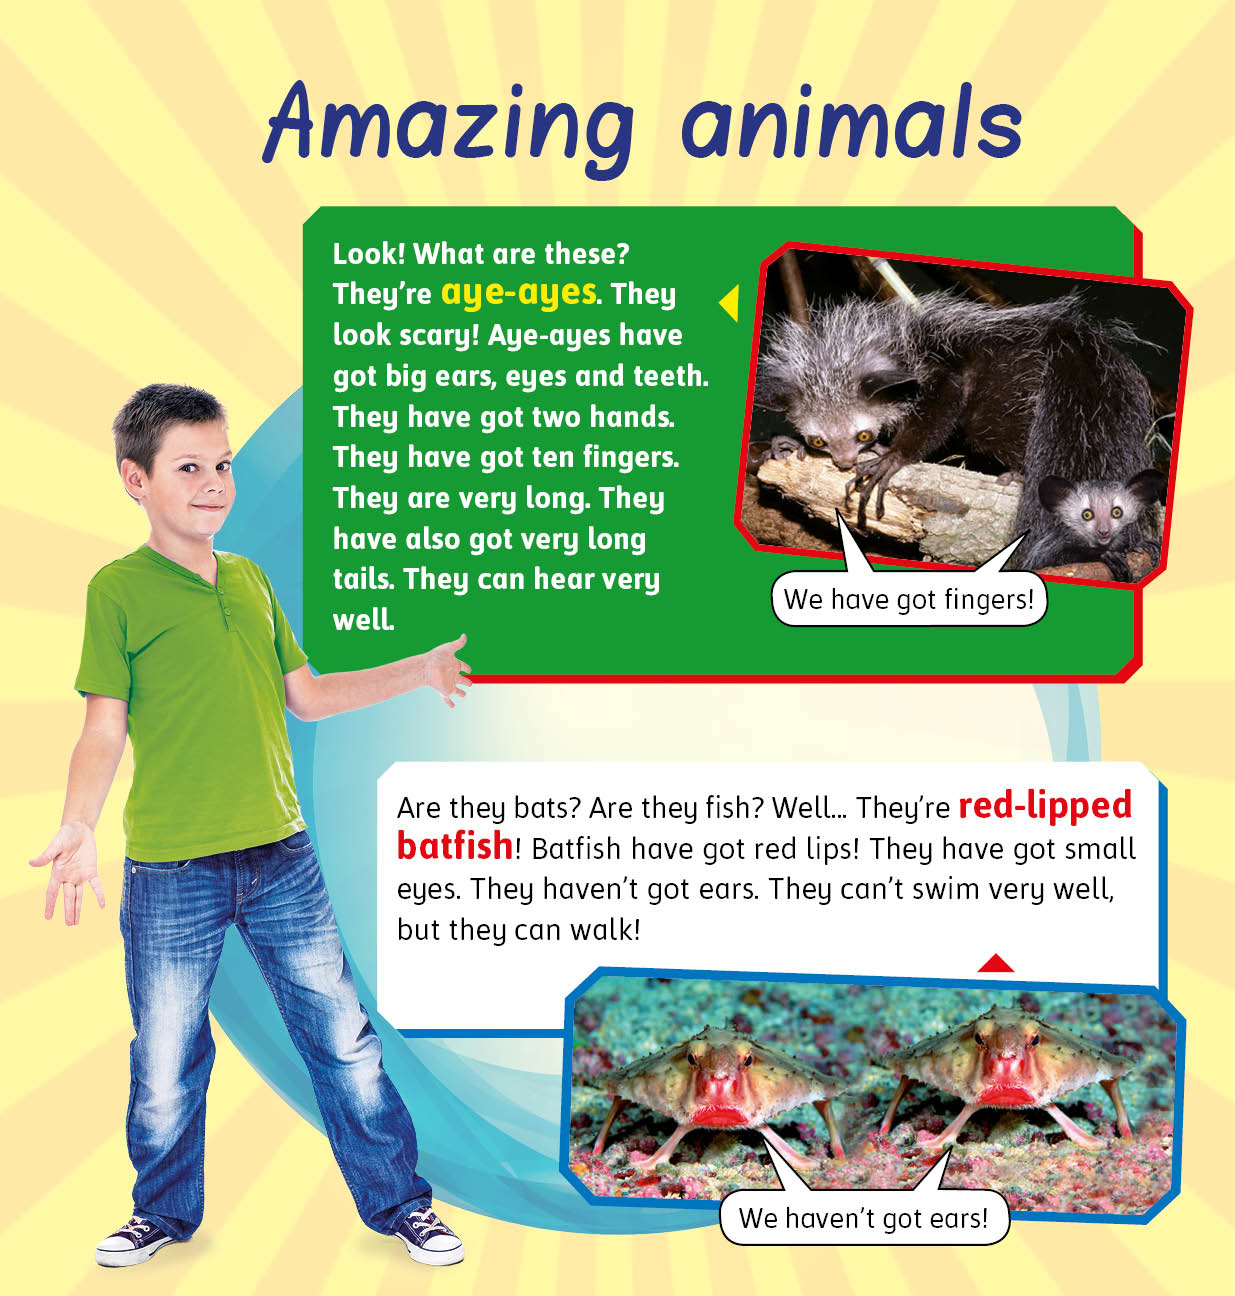 Amazing animals
Look! What are these?
They're aye-ayes. They
look scary! Aye-ayes have
got big ears, eyes and teeth.
They have got two hands.
They have got ten fingers.
They are very long. They
have also got very long
tails. They can hear very
well.
We have got fingers!
Are they bats? Are they fish? Well... They're red-lipped
batfish! Batfish have got red lips! They have got small
eyes. They haven't got ears. They can't swim very well,
but they can walk!
We haven't got ears!